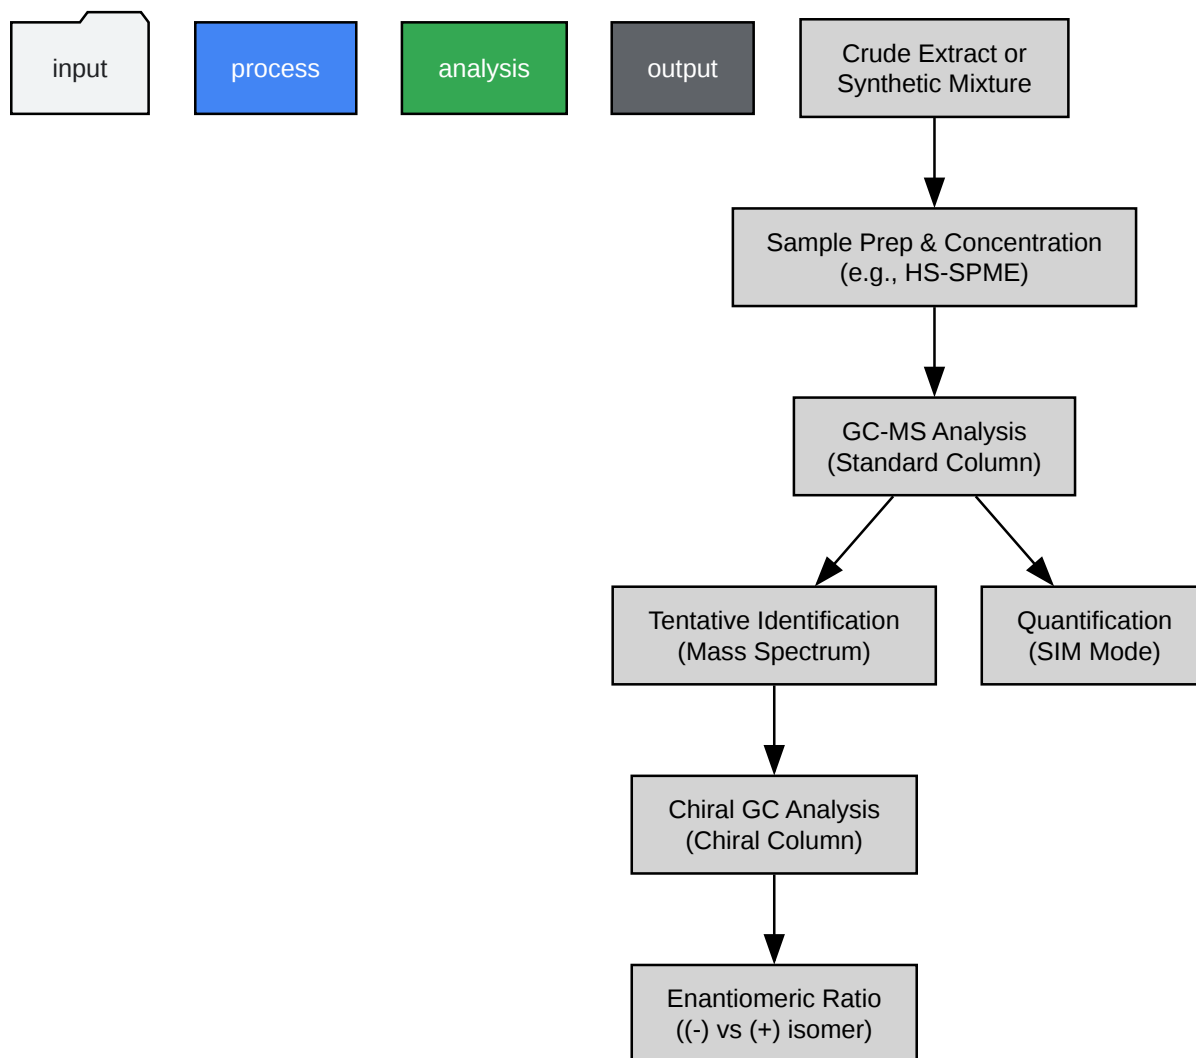 input
process
analysis
output
Crude Extract or
Synthetic Mixture
Sample Prep & Concentration
(e.g., HS-SPME)
GC-MS Analysis
(Standard Column)
Tentative Identification
(Mass Spectrum)
Quantification
(SIM Mode)
Chiral GC Analysis
(Chiral Column)
Enantiomeric Ratio
((-) vs (+) isomer)